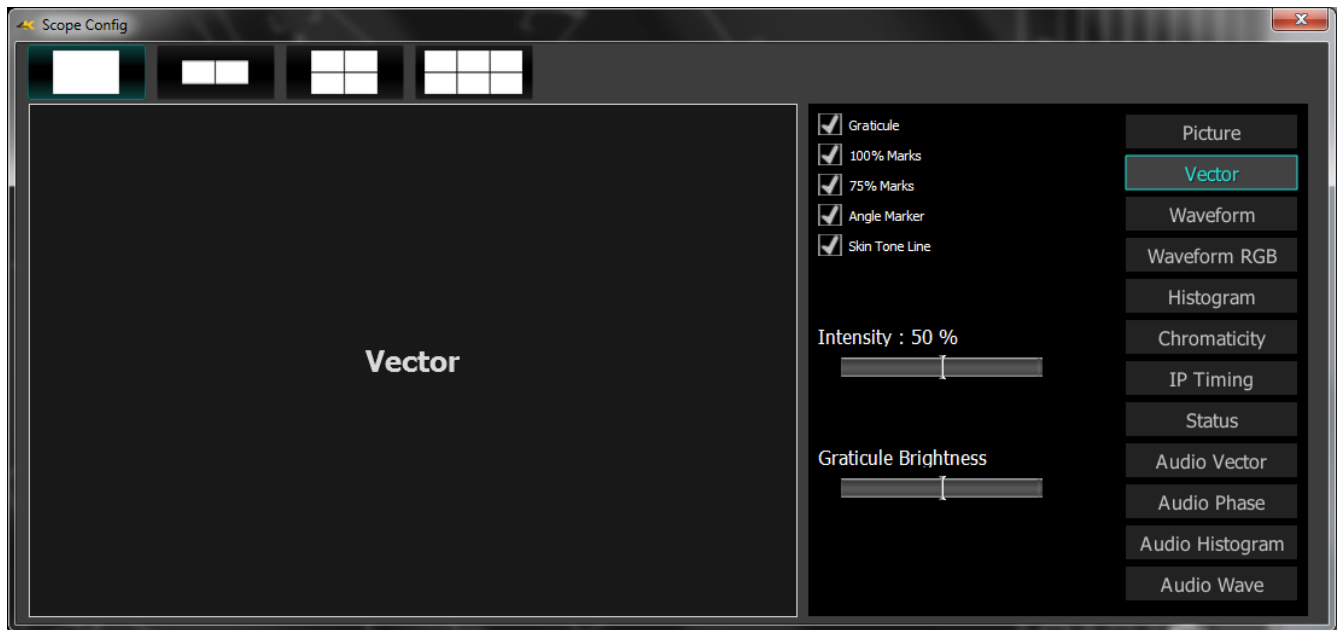 Scope Config
Vector
Graticule
100% Marks
75% Marks
Angle Marker
Skin Tone Line
Intensity : 50 %
Graticule Brightness
Picture
Vector
Waveform
Waveform RGB
Histogram
Chromaticity
IP Timing
Status
Audio Vector
Audio Phase
Audio Histogram
Audio Wave